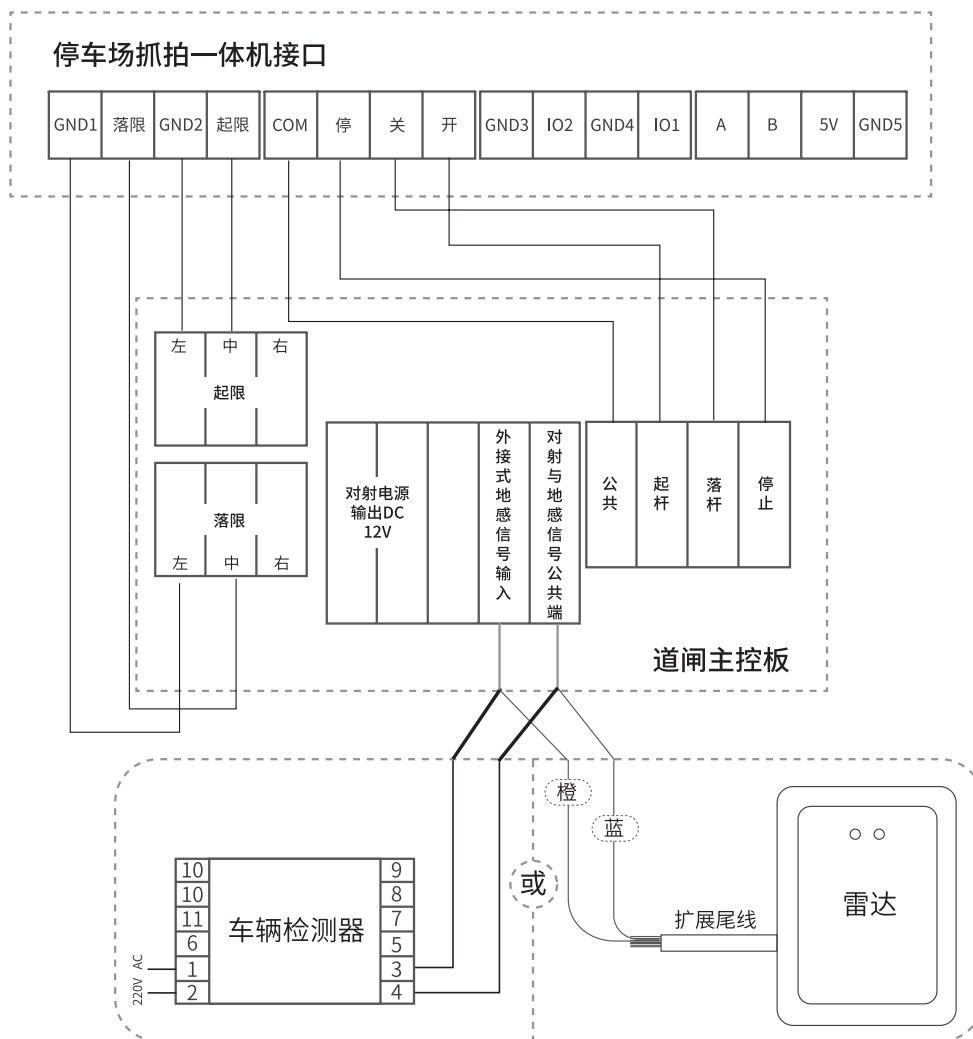 停车场抓拍一体机接口
GND1 落限 GND2 起限 COM 停 关 开 GND3 IO2 GND4 IO1 A B 5V GND5
左 中 右
起限
落限
左 中 右
对射电源
输出DC
12V
外接式地感信号输入
对射与地感信号公共端
公共
起杆
落杆
停止
道闸主控板
橙
蓝
或
10
10
11
6
1
2
220V AC
车辆检测器
9
8
7
5
3
4
扩展尾线
雷达